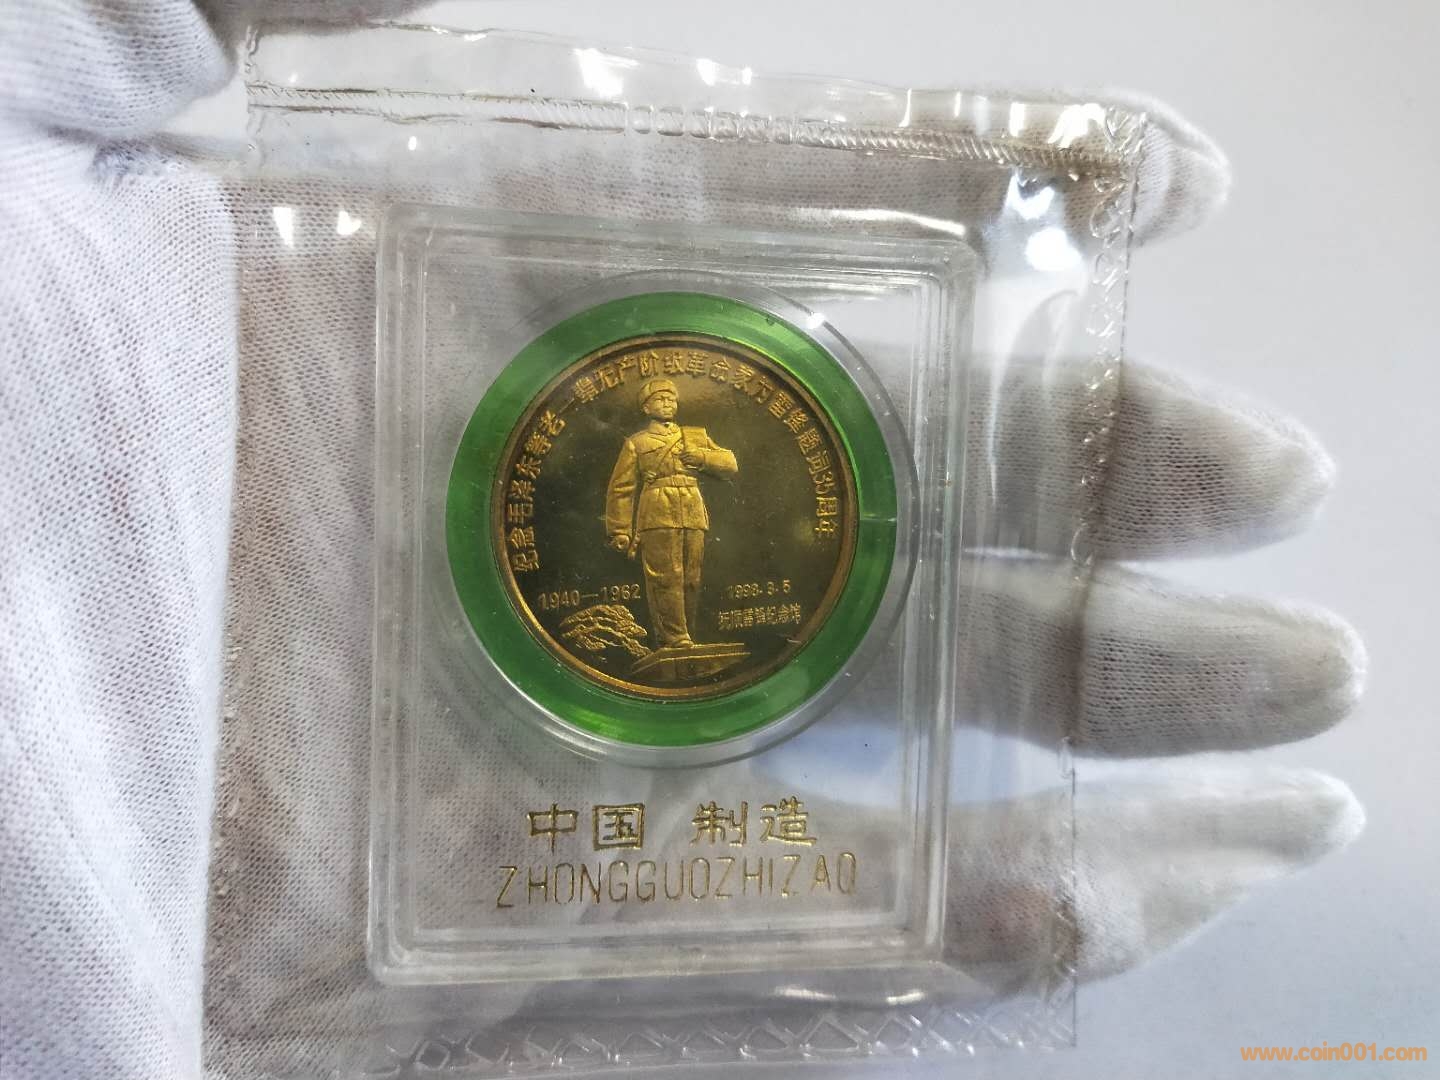 纪念毛泽东等老一辈无产阶级革命家为雷锋题词35周年
1940—1962
1998.3.5
抚顺雷锋纪念馆
中国 制造
ZHONGGUOZHIZAO
www.coin001.com